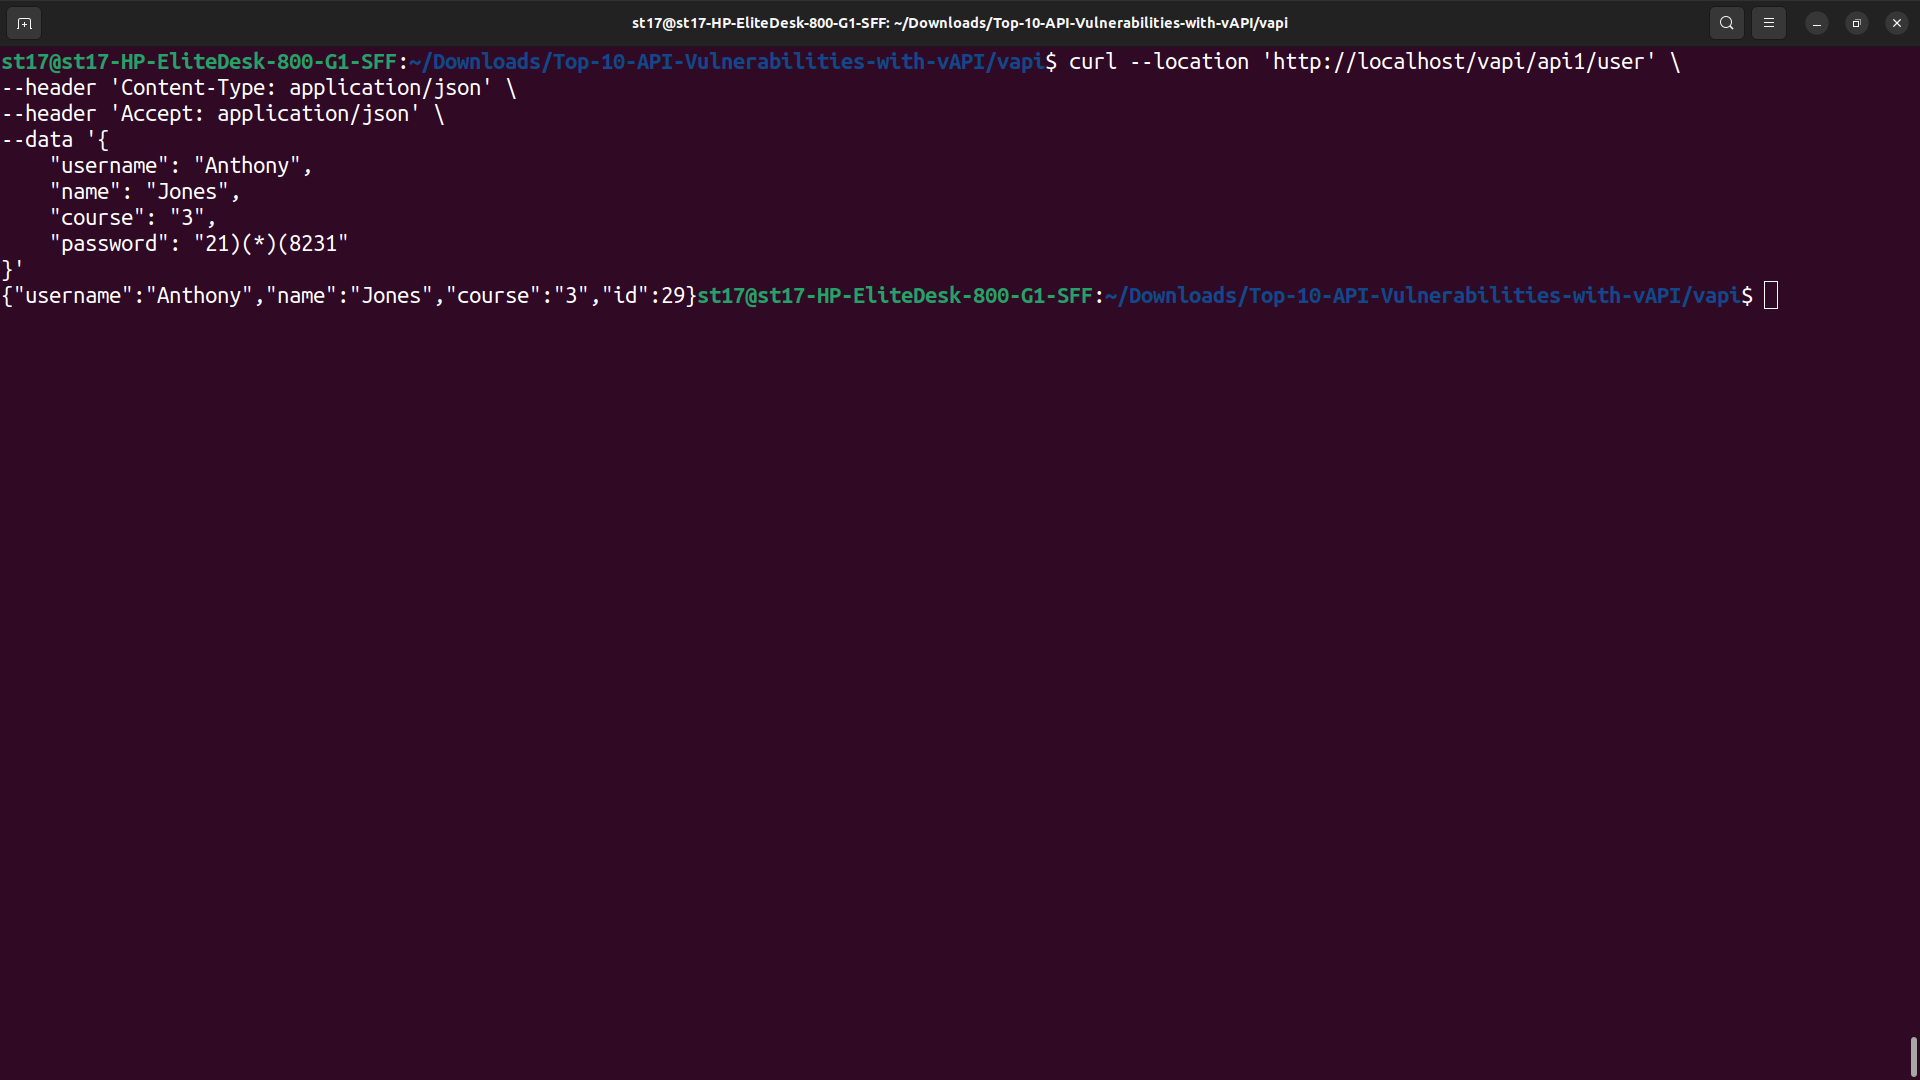 st17@st17-HP-EliteDesk-800-G1-SFF: ~/Downloads/Top-10-API-Vulnerabilities-with-vAPI/vapi
st17@st17-HP-EliteDesk-800-G1-SFF:~/Downloads/Top-10-API-Vulnerabilities-with-vAPI/vapi$ curl --location 'http://localhost/vapi/api1/user' \
--header 'Content-Type: application/json' \
--header 'Accept: application/json' \
--data '{
    "username": "Anthony",
    "name": "Jones",
    "course": "3",
    "password": "21)(*)(8231"
}'
{"username":"Anthony","name":"Jones","course":"3","id":29}st17@st17-HP-EliteDesk-800-G1-SFF:~/Downloads/Top-10-API-Vulnerabilities-with-vAPI/vapi$